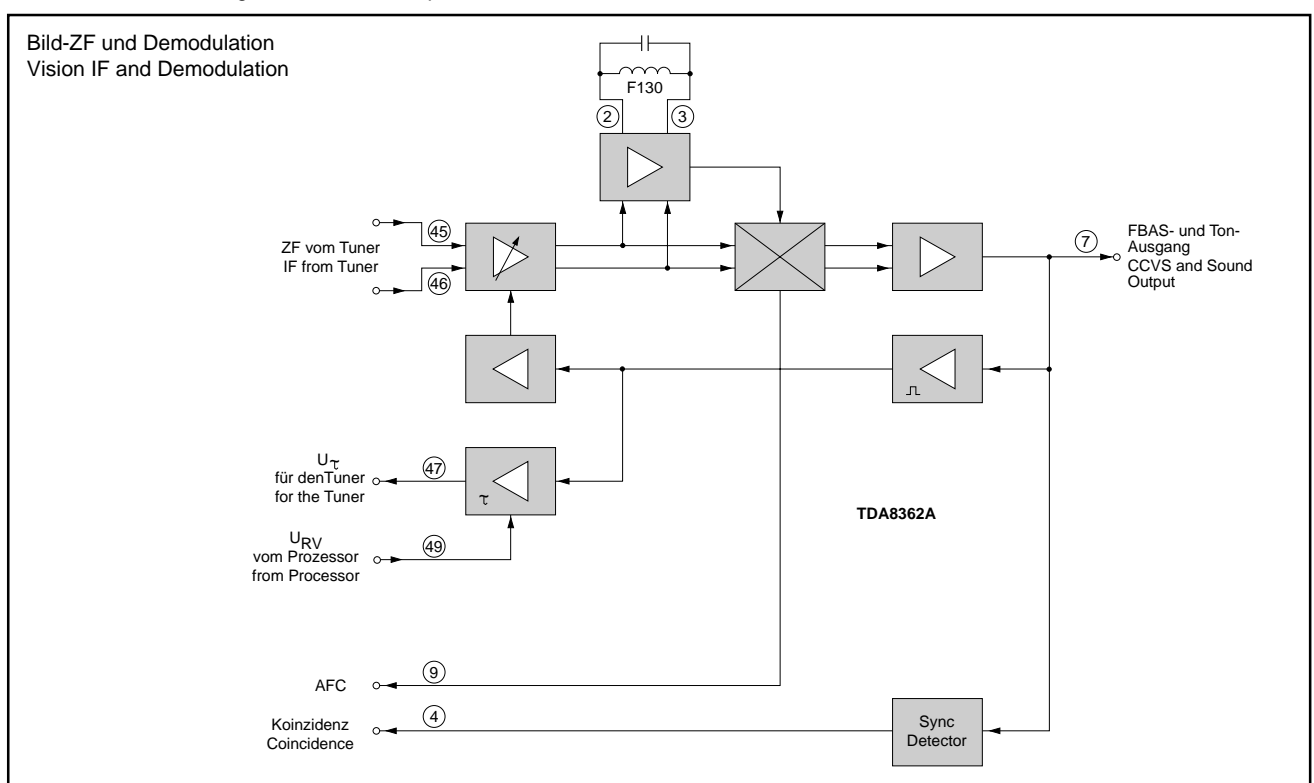 Bild-ZF und Demodulation
Vision IF and Demodulation
F130
2
3
45
ZF vom Tuner
IF from Tuner
46
7
FBAS- und Ton-
Ausgang
CCVS and Sound
Output
Uτ
für denTuner
for the Tuner
47
τ
TDA8362A
URV
vom Prozessor
from Processor
49
AFC
9
Koinzidenz
Coincidence
4
Sync
Detector